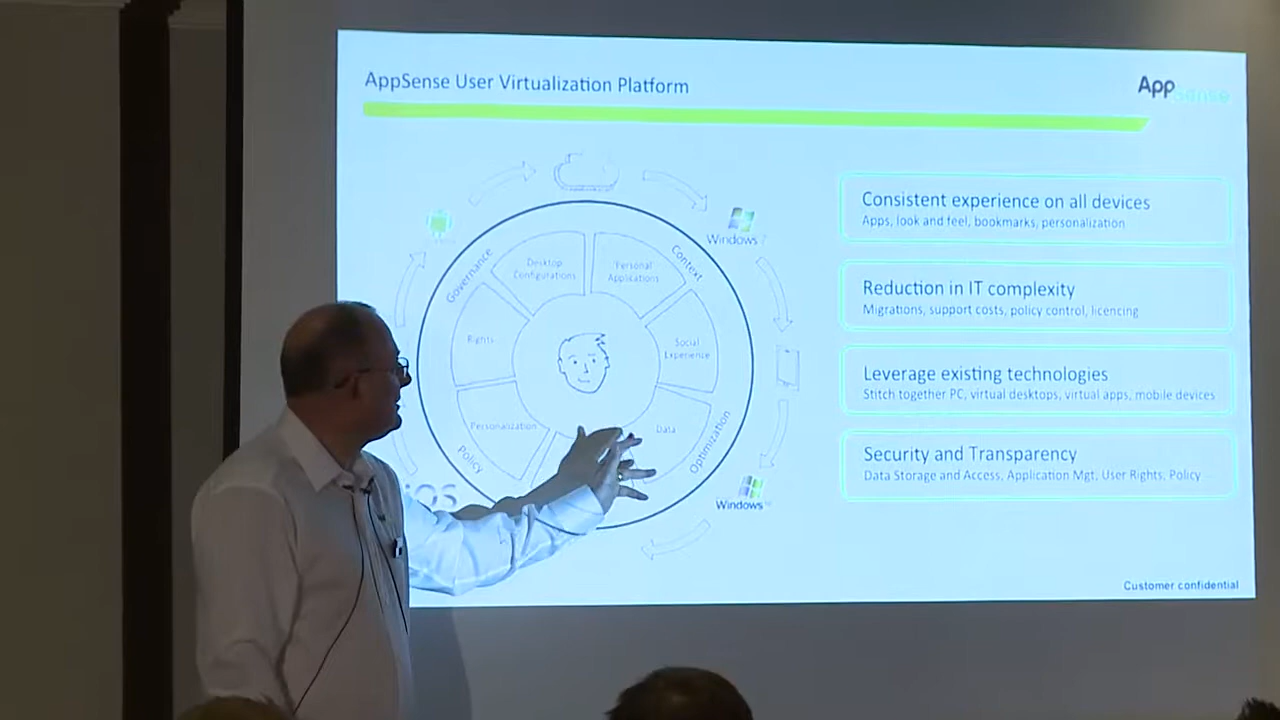 AppSense User Virtualization Platform
AppSense
Governance
Desktop
Configurations
Personal
Applications
Context
Windows 7
Rights
Social
Experience
Personalization
Data
Policy
Optimization
iOS
Windows
Consistent experience on all devices
Apps, look and feel, bookmarks, personalization
Reduction in IT complexity
Migrations, support costs, policy control, licencing
Leverage existing technologies
Stitch together PC, virtual desktops, virtual apps, mobile devices
Security and Transparency
Data Storage and Access, Application Mgt, User Rights, Policy
Customer confidential